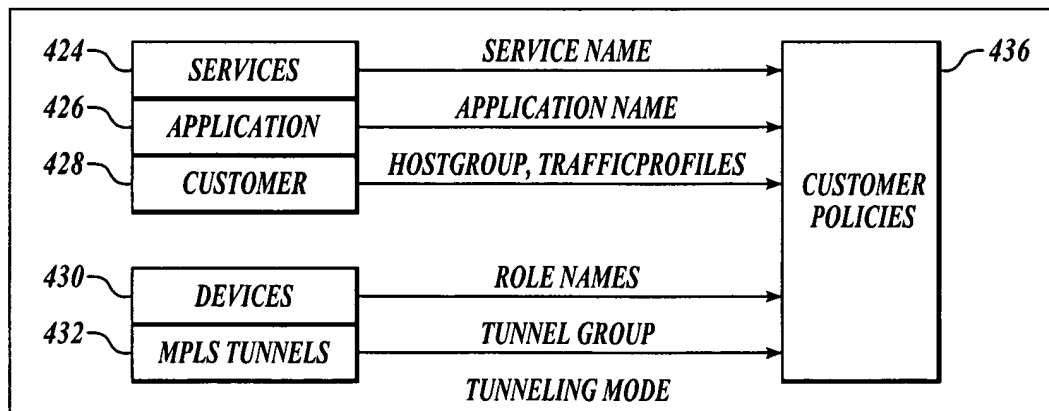 424
SERVICES
SERVICE NAME
436
426
APPLICATION
APPLICATION NAME
428
CUSTOMER
HOSTGROUP, TRAFFICPROFILES
CUSTOMER
POLICIES
430
DEVICES
ROLE NAMES
432
MPLS TUNNELS
TUNNEL GROUP
TUNNELING MODE